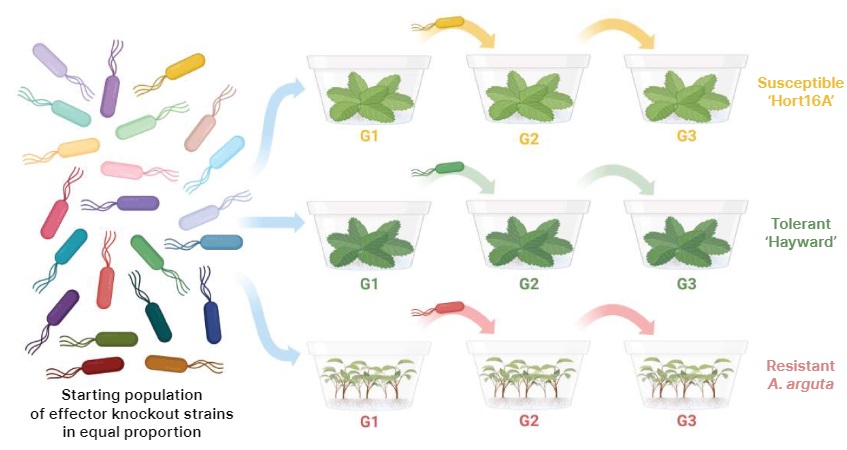 G1
G2
G3
Susceptible
‘Hort16A’
G1
G2
G3
Tolerant
‘Hayward’
G1
G2
G3
Resistant
A. arguta
Starting population
of effector knockout strains
in equal proportion